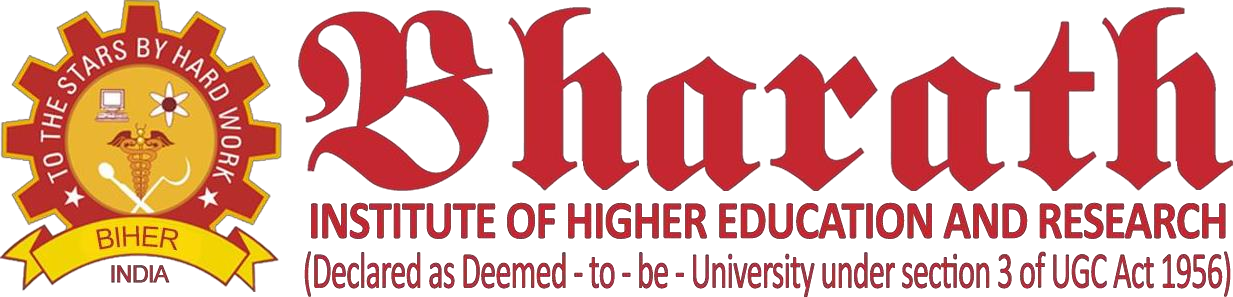 TO THE STARS BY HARD WORK
BIHER
INDIA
Bharath
INSTITUTE OF HIGHER EDUCATION AND RESEARCH
(Declared as Deemed - to - be - University under section 3 of UGC Act 1956)